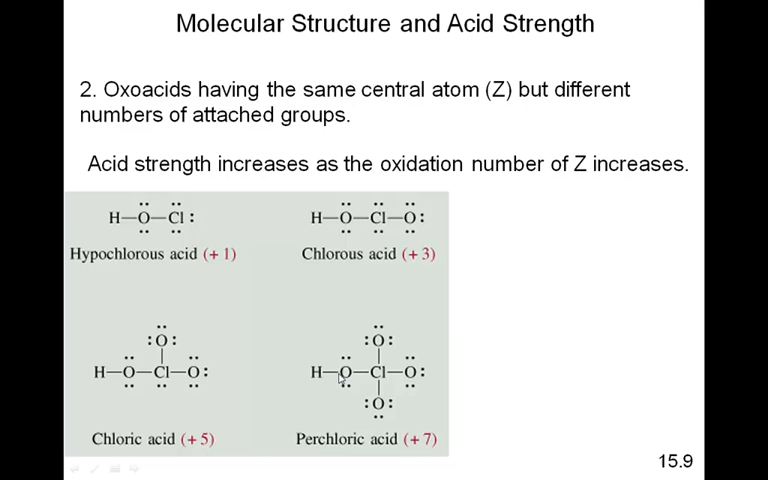 Molecular Structure and Acid Strength
2. Oxoacids having the same central atom (Z) but different
numbers of attached groups.
Acid strength increases as the oxidation number of Z increases.
H—O—Cl:
Hypochlorous acid (+ 1)
H—O—Cl—O:
Chlorous acid (+ 3)
:O:
H—O—Cl—O:
Chloric acid (+ 5)
:O:
H—O—Cl—O:
:O:
Perchloric acid (+ 7)
15.9